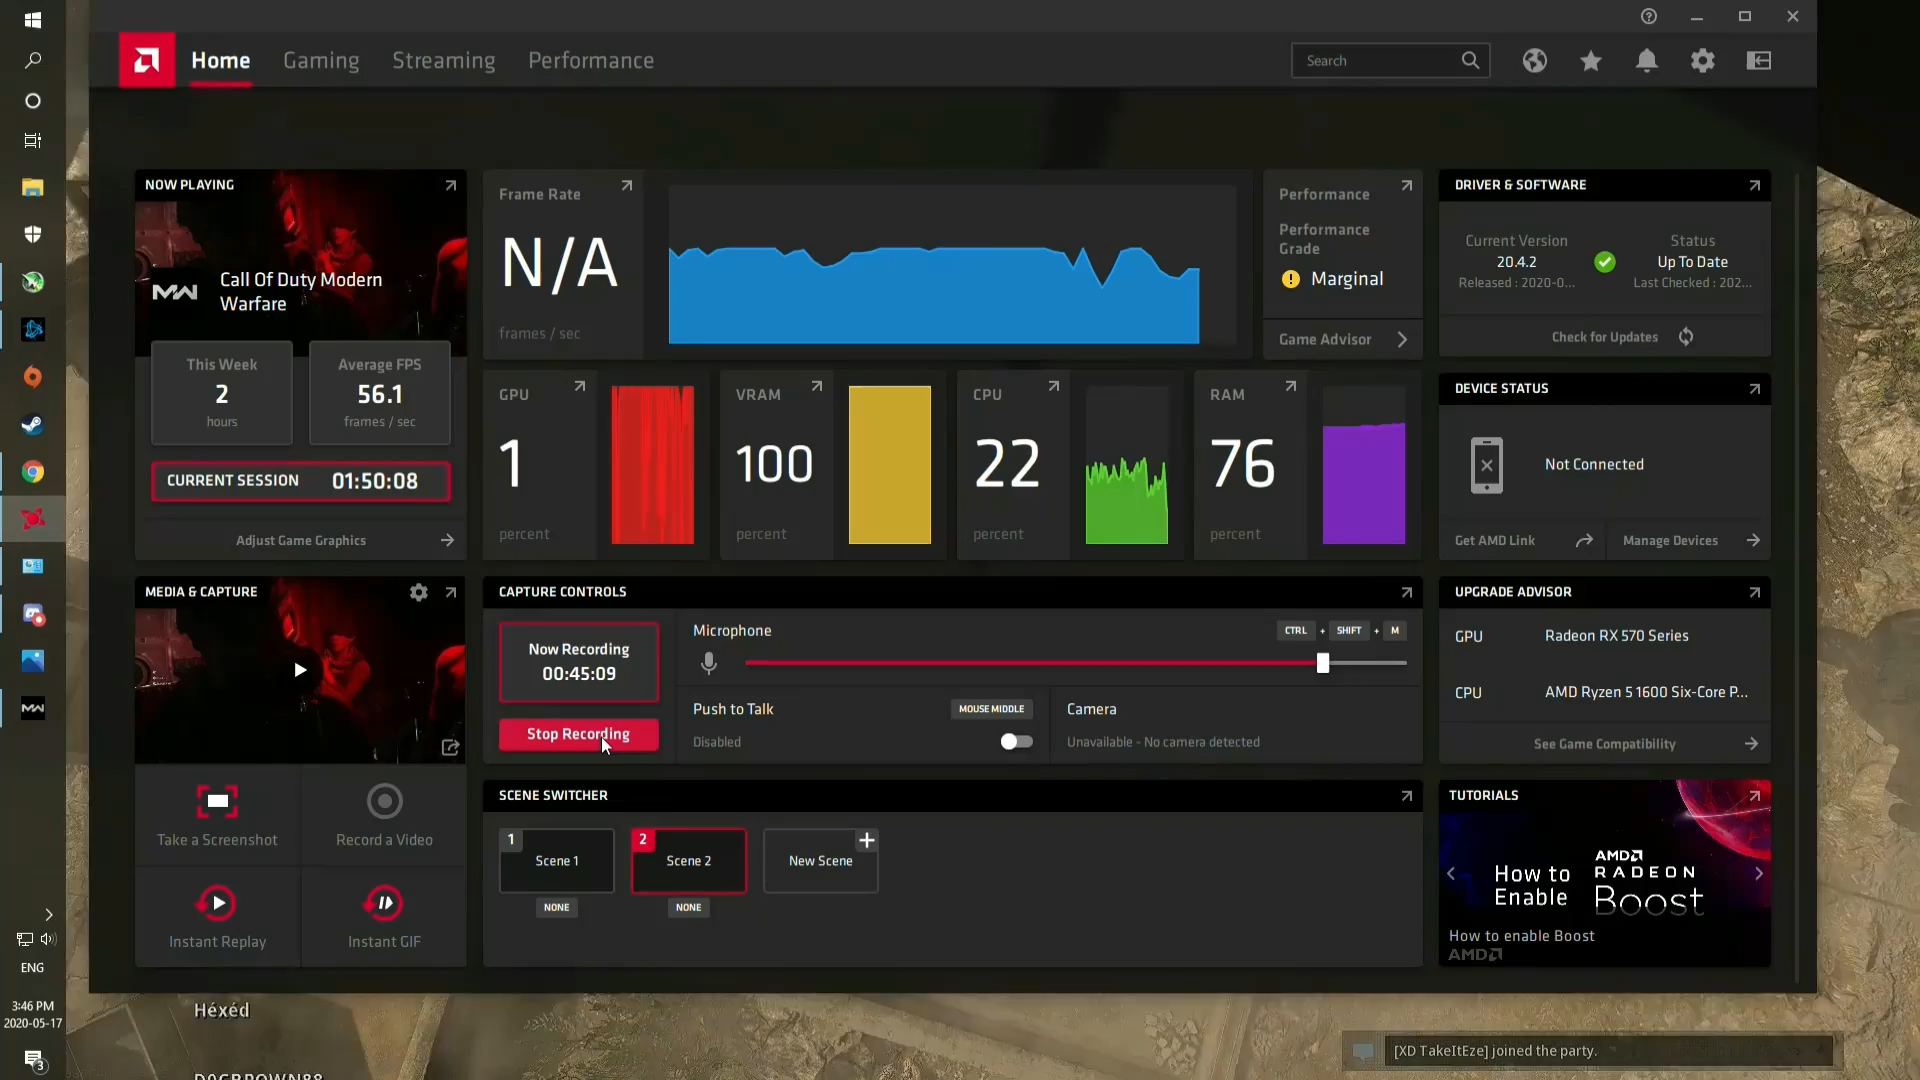 Home
Gaming
Streaming
Performance
Search
NOW PLAYING
MW
Call Of Duty Modern
Warfare
This Week
2
hours
Average FPS
56.1
frames / sec
CURRENT SESSION 01:50:08
Adjust Game Graphics
Frame Rate
N/A
frames / sec
Performance
Performance
Grade
Marginal
Game Advisor
DRIVER & SOFTWARE
Current Version
20.4.2
Released : 2020-0...
Status
Up To Date
Last Checked : 202...
Check for Updates
GPU
1
percent
VRAM
100
percent
CPU
22
percent
RAM
76
percent
DEVICE STATUS
Not Connected
Get AMD Link
Manage Devices
MEDIA & CAPTURE
Take a Screenshot
Record a Video
Instant Replay
Instant GIF
CAPTURE CONTROLS
Now Recording
00:45:09
Stop Recording
Microphone
CTRL + SHIFT + M
Push to Talk
MOUSE MIDDLE
Disabled
Camera
Unavailable - No camera detected
SCENE SWITCHER
1
Scene 1
NONE
2
Scene 2
NONE
New Scene
UPGRADE ADVISOR
GPU Radeon RX 570 Series
CPU AMD Ryzen 5 1600 Six-Core P...
See Game Compatibility
TUTORIALS
How to
Enable
AMD
RADEON
Boost
How to enable Boost
AMD
MW
ENG
3:46 PM
2020-05-17
3
Héxéd
[XD TakeItEze] joined the party.